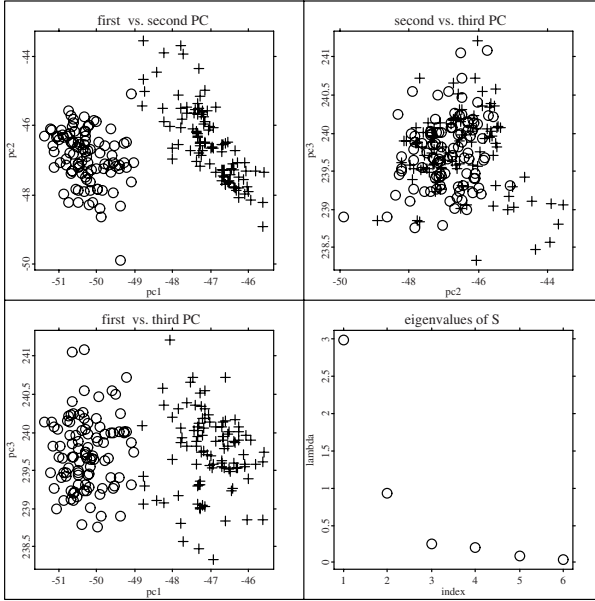 first vs. second PC
-44
-46
-48
-50
pc2
-51 -50 -49 -48 -47 -46
pc1
second vs. third PC
241
240.5
240
239.5
239
238.5
pc3
-50 -48 -46 -44
pc2
first vs. third PC
241
240.5
240
239.5
239
238.5
pc3
-51 -50 -49 -48 -47 -46
pc1
eigenvalues of S
3
2.5
2
1.5
1
0.5
0
lambda
1 2 3 4 5 6
index